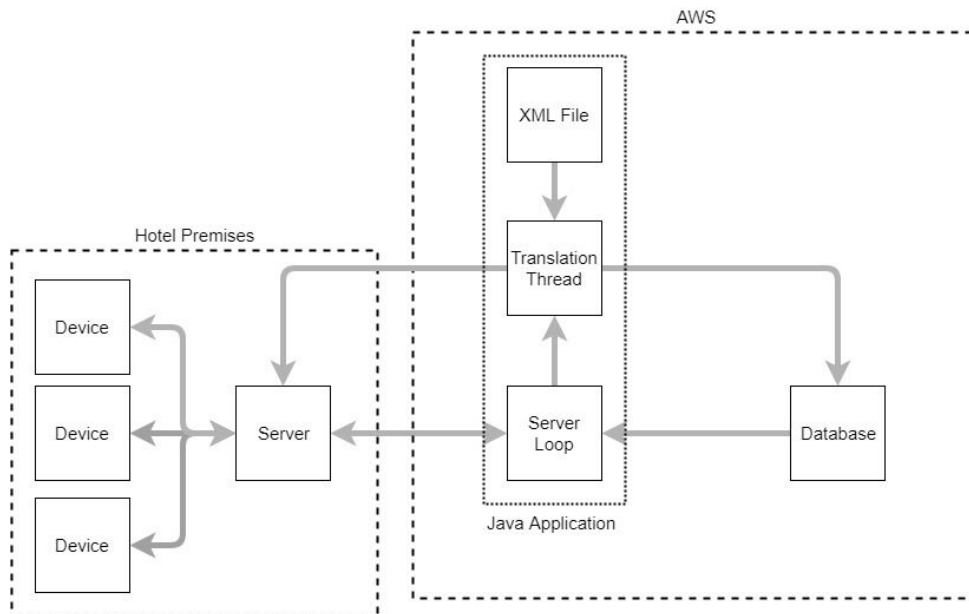 AWS
XML File
Hotel Premises
Translation
Thread
Device
Device
Server
Server
Loop
Database
Device
Java Application